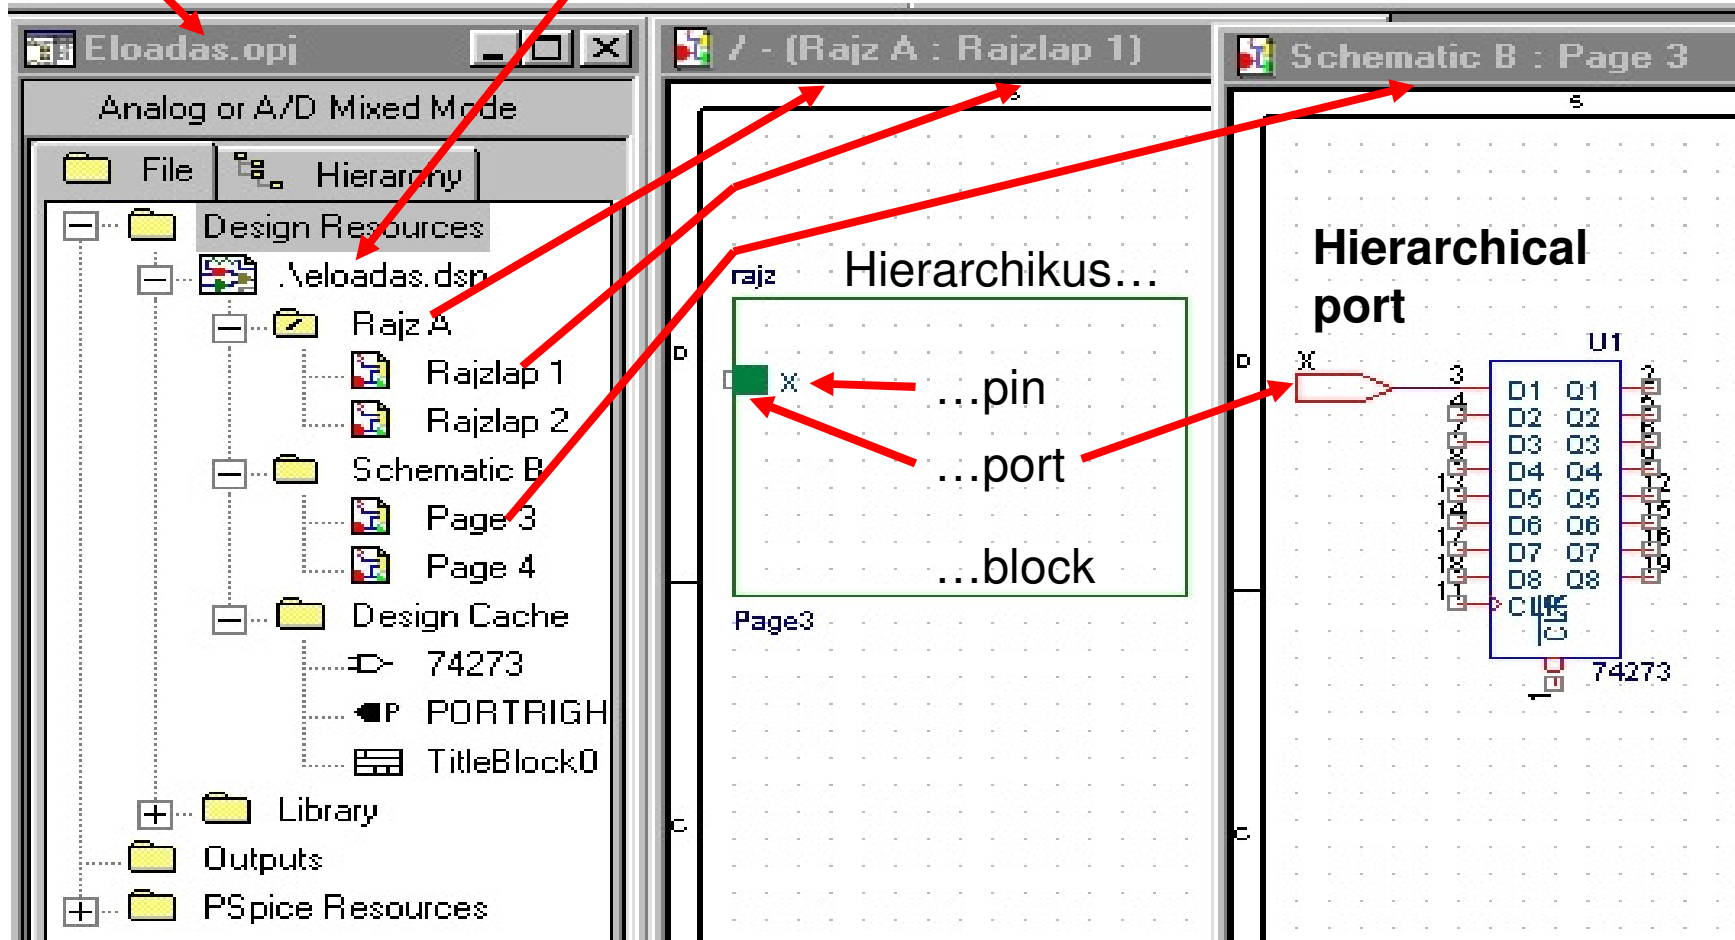 Eloadas.opj
Analog or A/D Mixed Mode
File
Hierarchy
Design Resources
.\eloadas.dsn
Rajz A
Rajzlap 1
Rajzlap 2
Schematic B
Page 3
Page 4
Design Cache
74273
PORTRIGH
TitleBlock0
Library
Outputs
PSpice Resources
/ - (Rajz A : Rajzlap 1)
rajz
Hierarchikus…
D
X
…pin
…port
…block
Page3
C
Schematic B : Page 3
Hierarchical
port
D
X
U1
3
D1 Q1
D2 Q2
D3 Q3
D4 Q4
D5 Q5
D6 Q6
D7 Q7
D8 Q8
74273
C